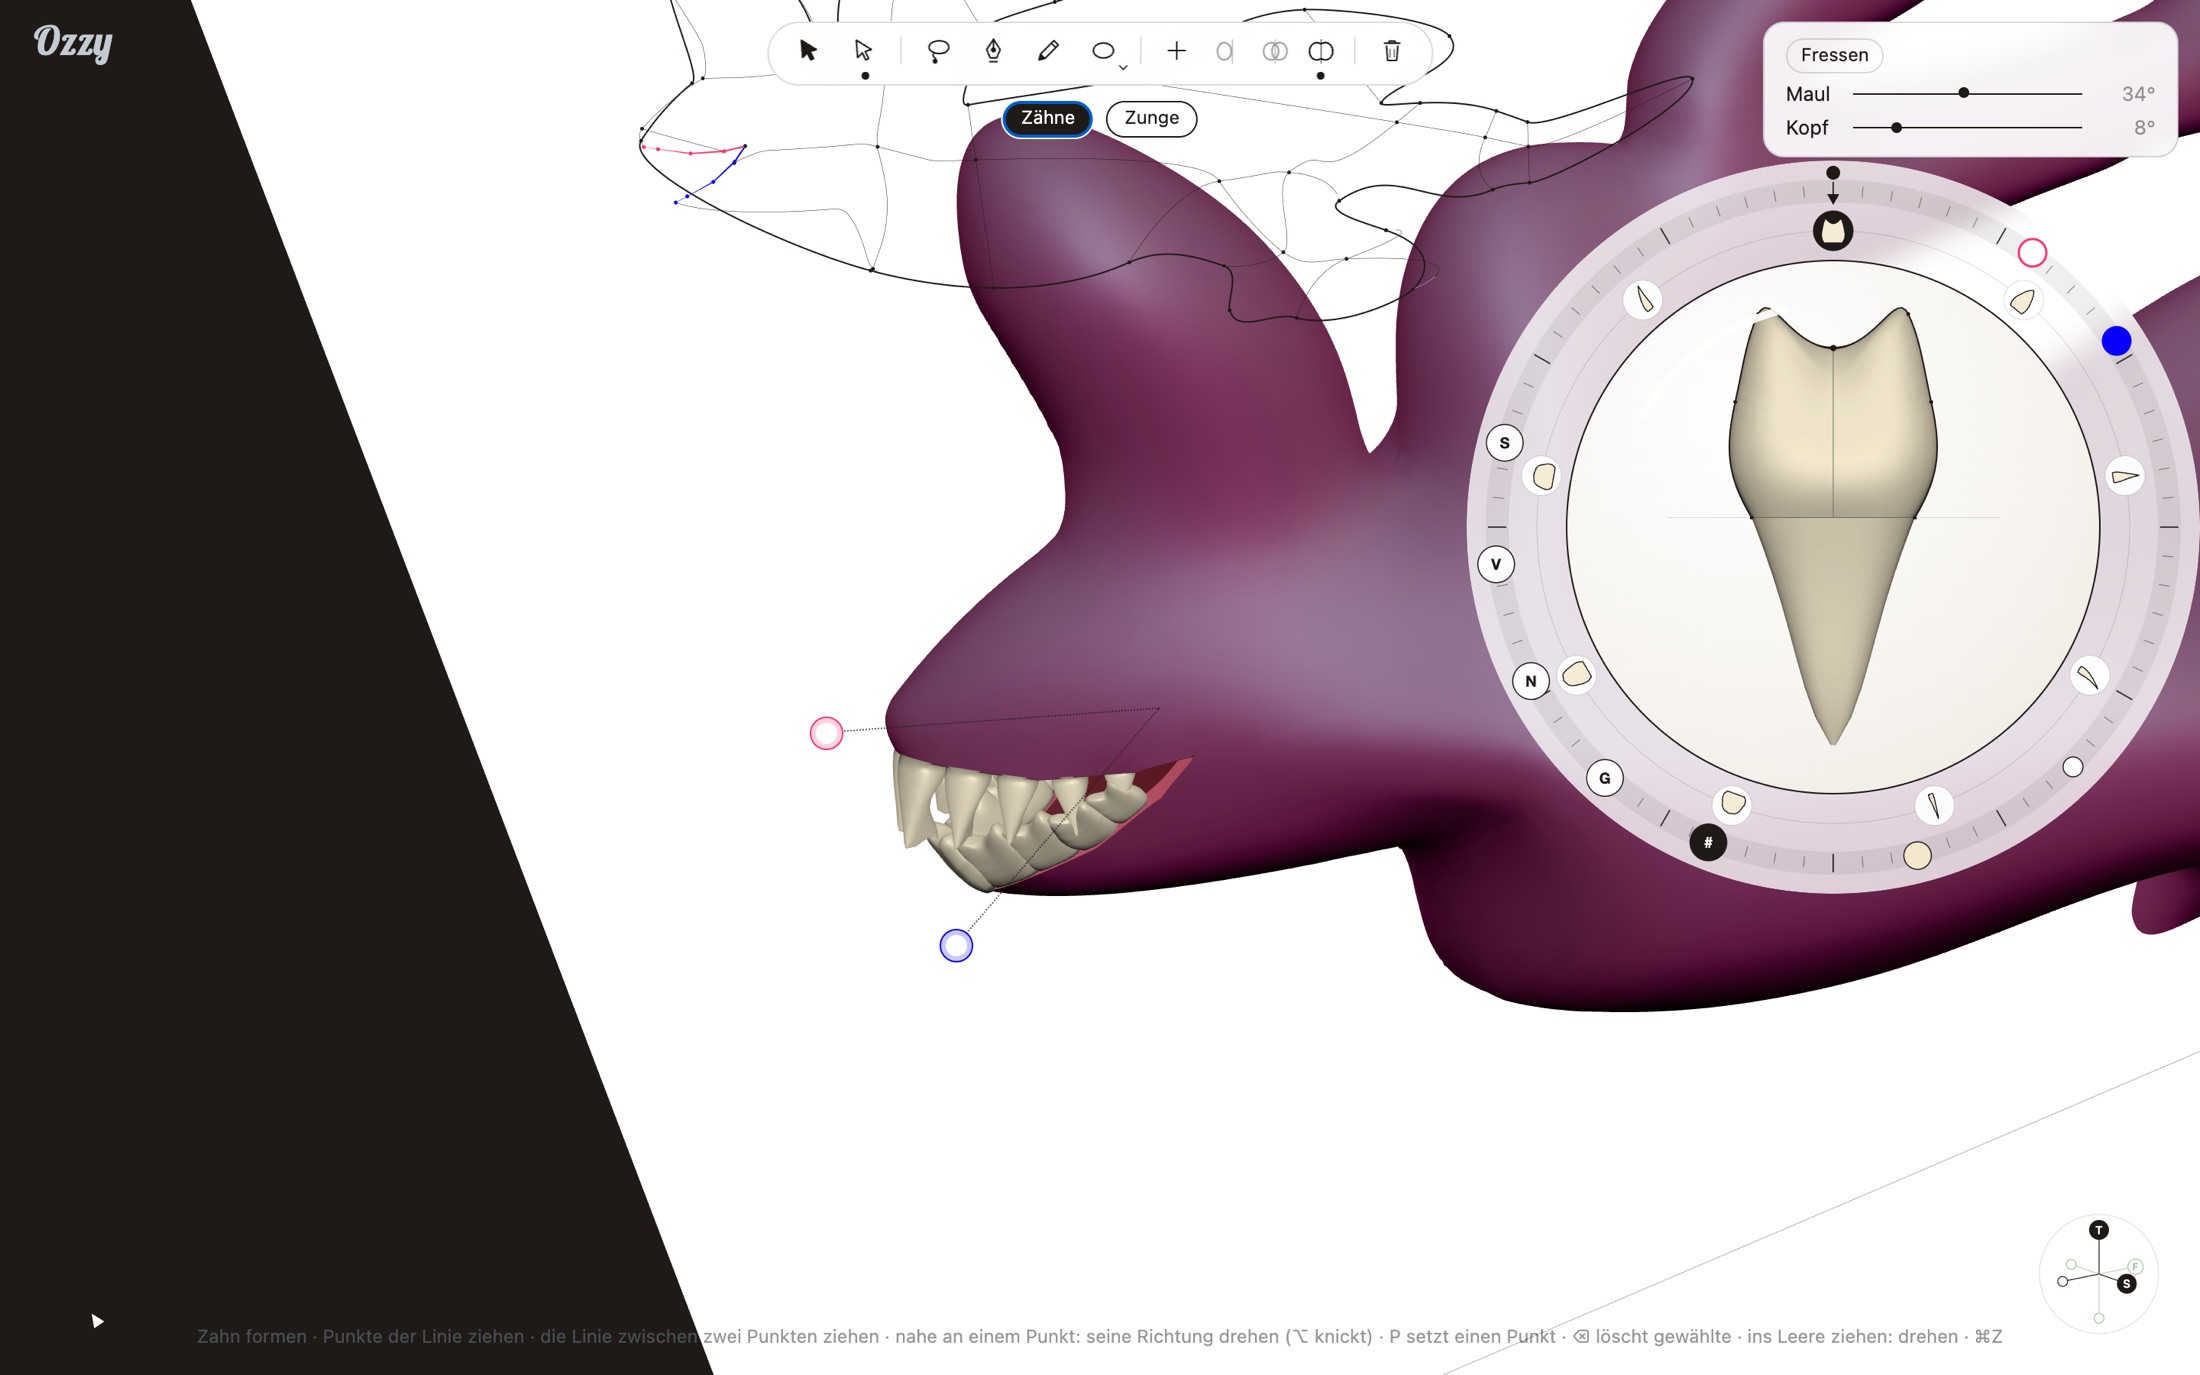 Ozzy
Fressen
Maul 34°
Kopf 8°
Zähne Zunge
S
V
N
G
#
T
F
S
Zahn formen · Punkte der Linie ziehen · die Linie zwischen zwei Punkten ziehen · nahe an einem Punkt: seine Richtung drehen (⌥ knickt) · P setzt einen Punkt · ⌫ löscht gewählte · ins Leere ziehen: drehen · ⌘Z